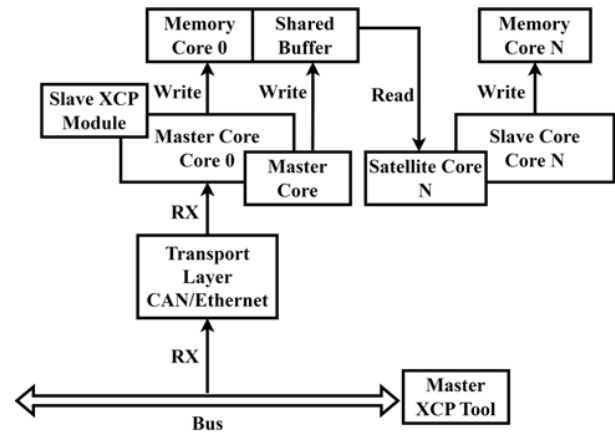 Memory
Core 0
Shared
Buffer
Memory
Core N
Write
Write
Read
Write
Slave XCP
Module
Master Core
Core 0
Master
Core
Satellite Core
N
Slave Core
Core N
RX
Transport
Layer
CAN/Ethernet
RX
Bus
Master
XCP Tool